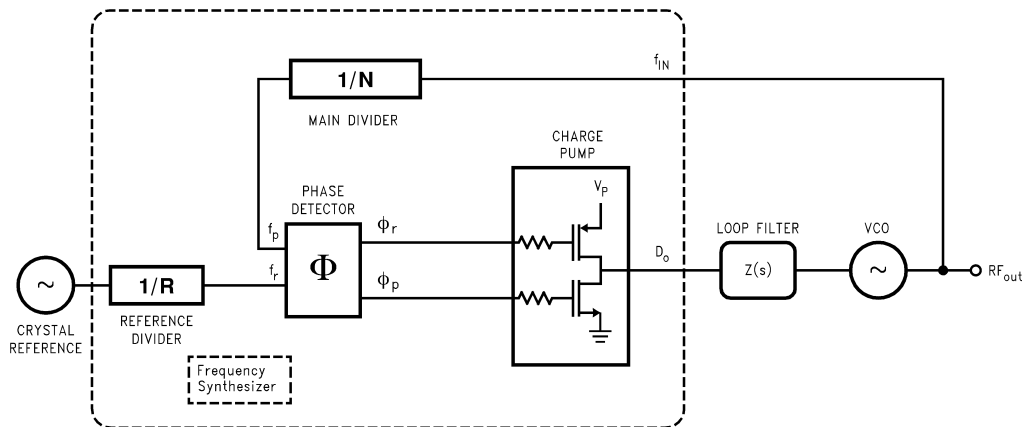 1/N
MAIN DIVIDER
f_IN
CHARGE
PUMP
V_P
PHASE
DETECTOR
f_p
f_r
Φ
ϕ_r
ϕ_p
D_o
LOOP FILTER
Z(s)
VCO
~
RF_out
~
CRYSTAL
REFERENCE
1/R
REFERENCE
DIVIDER
Frequency
Synthesizer